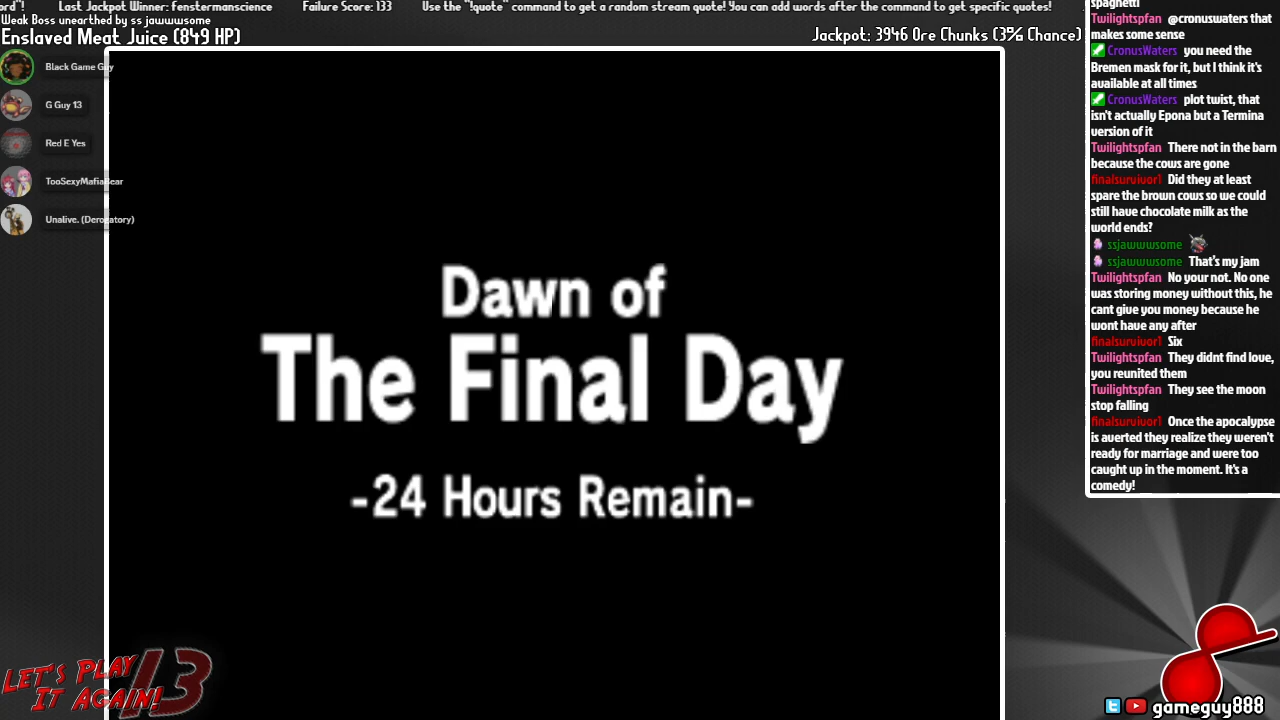 ord"! Last Jackpot Winner: fenstermanscience Failure Score: 133 Use the "!quote" command to get a random stream quote! You can add words after the command to get specific quotes!
Weak Boss unearthed by ss jawwwsome
Enslaved Meat Juice (849 HP)
Jackpot: 3946 Ore Chunks (3% Chance)
Black Game Guy
G Guy 13
Red E Yes
TooSexyMafiaBear
Unalive. (Derogatory)
Dawn of
The Final Day
-24 Hours Remain-
LET'S PLAY
IT AGAIN! 13
spaghetti
Twilightspfan @cronuswaters that
makes some sense
CronusWaters you need the
Bremen mask for it, but I think it's
available at all times
CronusWaters plot twist, that
isn't actually Epona but a Termina
version of it
Twilightspfan There not in the barn
because the cows are gone
finalsurvivor1 Did they at least
spare the brown cows so we could
still have chocolate milk as the
world ends?
ssjawwwsome
ssjawwwsome That's my jam
Twilightspfan No your not. No one
was storing money without this, he
cant give you money because he
wont have any after
finalsurvivor1 Six
Twilightspfan They didnt find love,
you reunited them
Twilightspfan They see the moon
stop falling
finalsurvivor1 Once the apocalypse
is averted they realize they weren't
ready for marriage and were too
caught up in the moment. It's a
comedy!
gameguy888